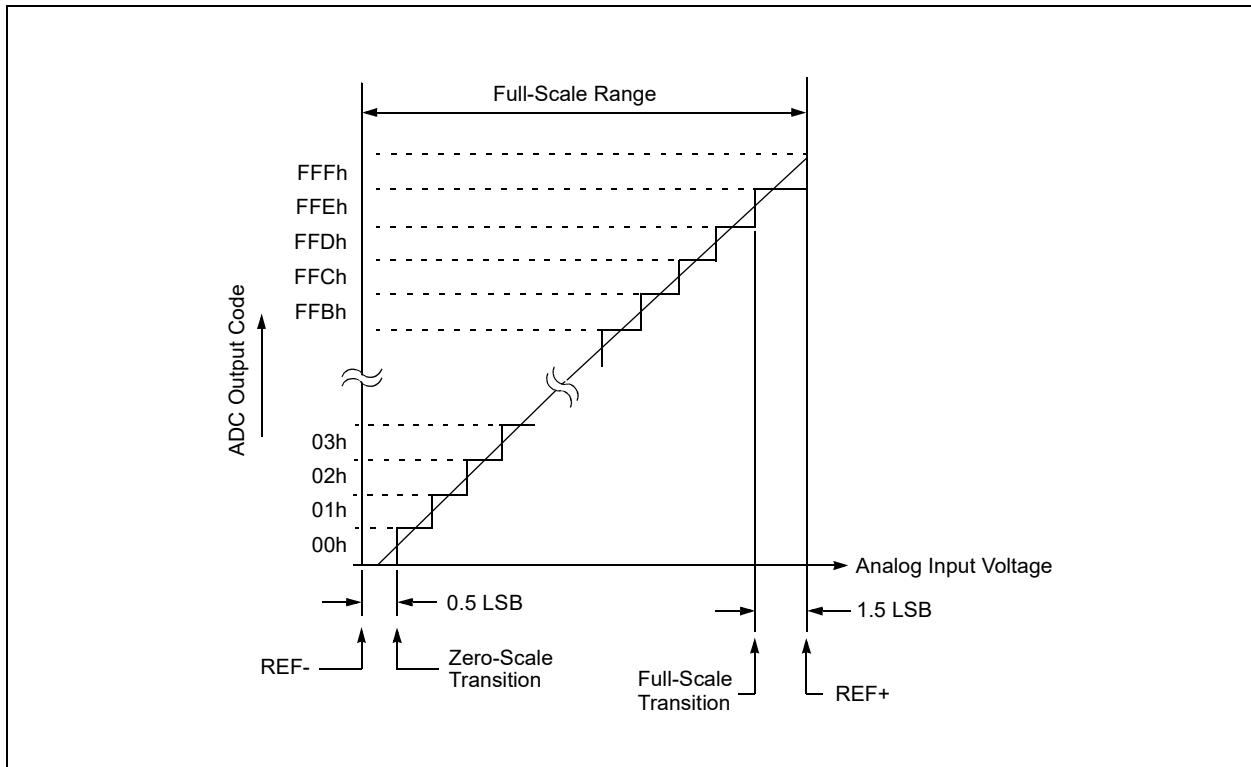 Full-Scale Range
FFFh
FFEh
FFDh
FFCh
FFBh
ADC Output Code
03h
02h
01h
00h
Analog Input Voltage
0.5 LSB
1.5 LSB
REF-
Zero-Scale
Transition
Full-Scale
Transition
REF+